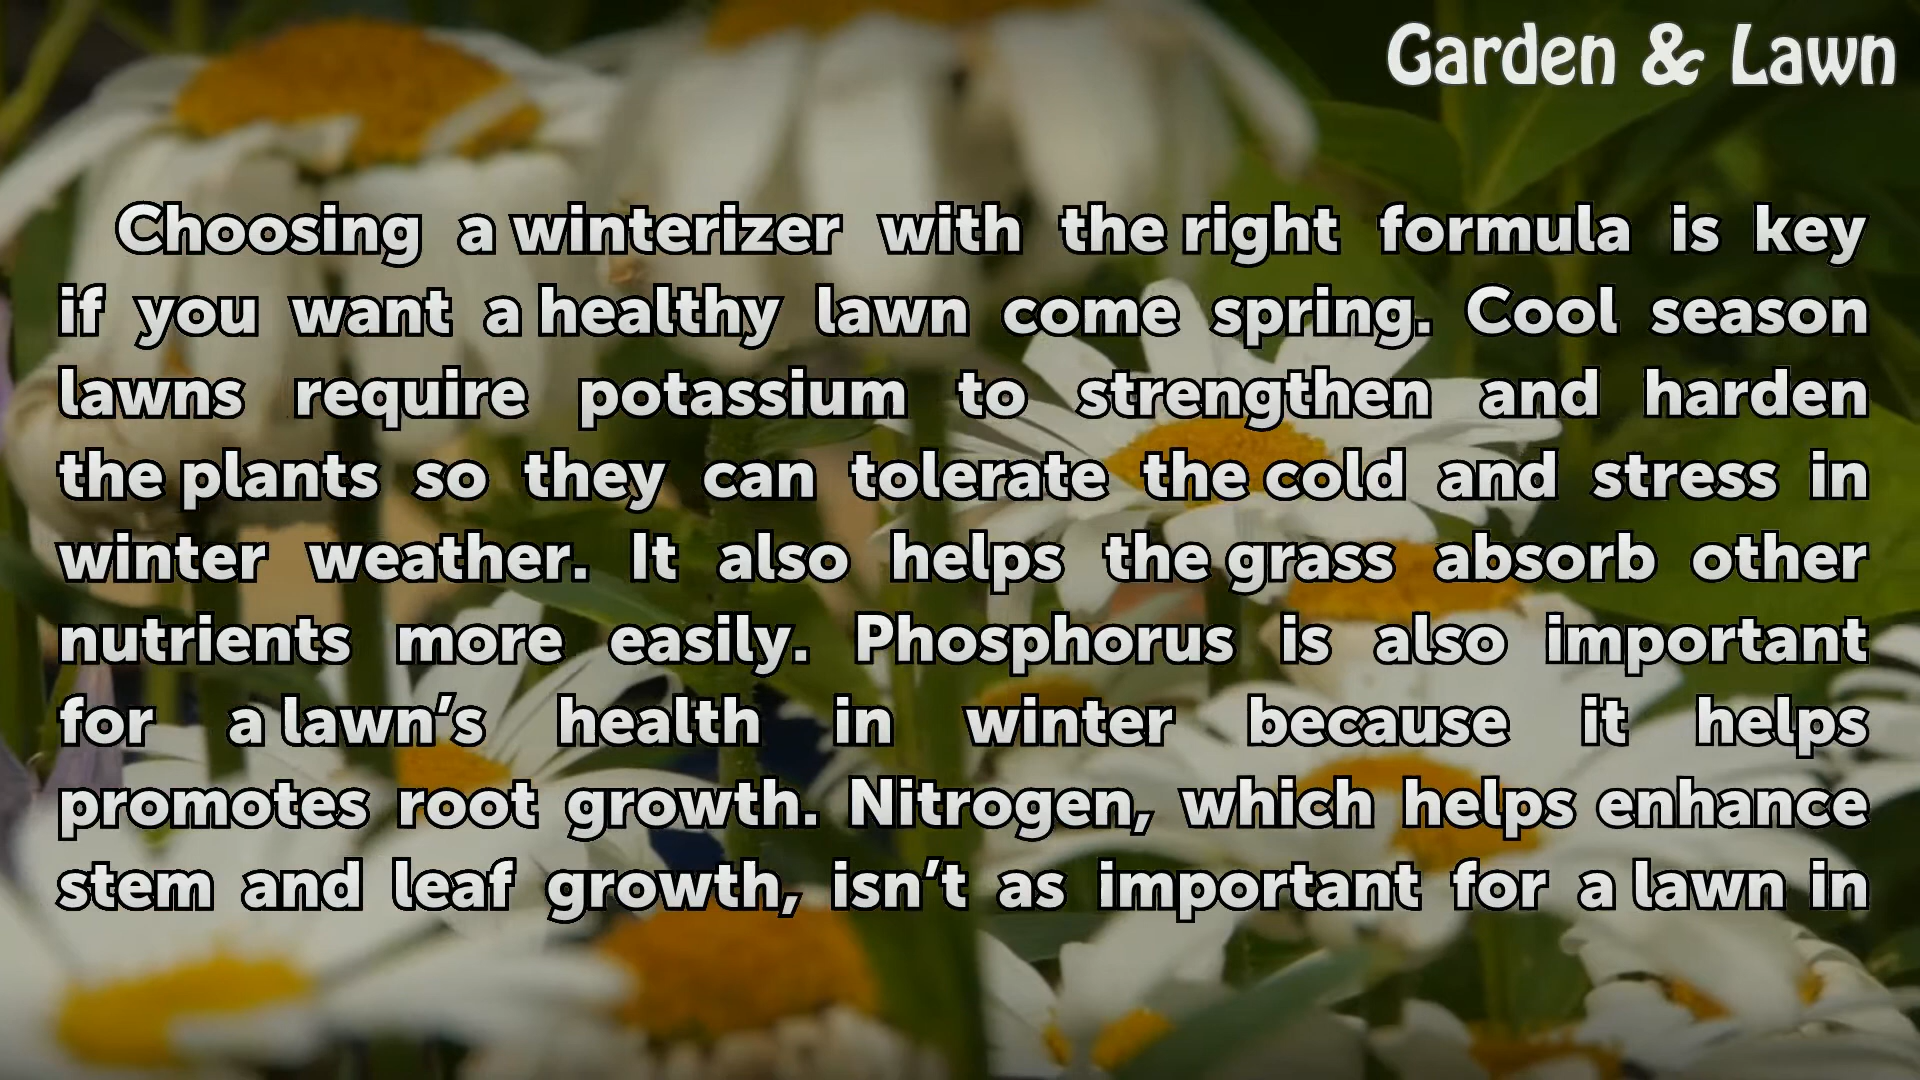 Garden & Lawn
Choosing a winterizer with the right formula is key
if you want a healthy lawn come spring. Cool season
lawns require potassium to strengthen and harden
the plants so they can tolerate the cold and stress in
winter weather. It also helps the grass absorb other
nutrients more easily. Phosphorus is also important
for a lawn’s health in winter because it helps
promotes root growth. Nitrogen, which helps enhance
stem and leaf growth, isn’t as important for a lawn in